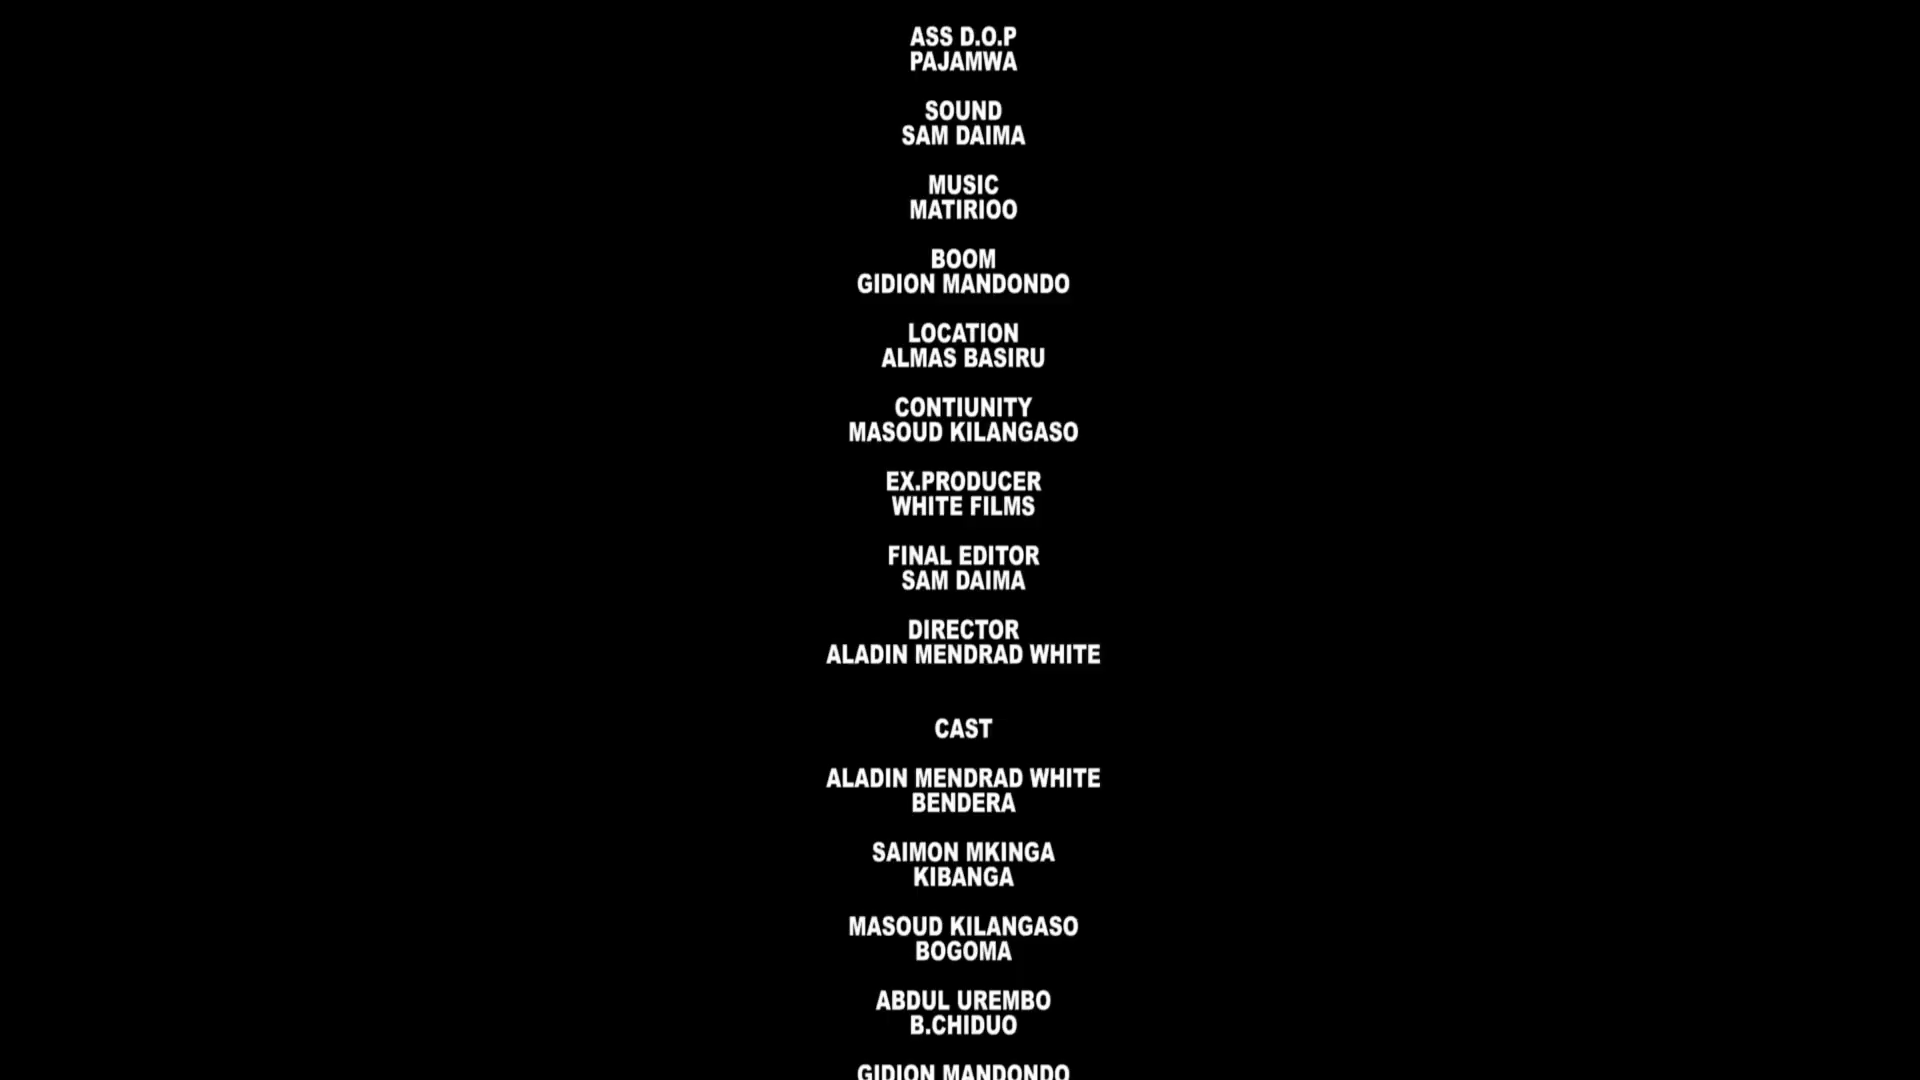 ASS D.O.P
PAJAMWA
SOUND
SAM DAIMA
MUSIC
MATIRIOO
BOOM
GIDION MANDONDO
LOCATION
ALMAS BASIRU
CONTIUNITY
MASOUD KILANGASO
EX.PRODUCER
WHITE FILMS
FINAL EDITOR
SAM DAIMA
DIRECTOR
ALADIN MENDRAD WHITE
CAST
ALADIN MENDRAD WHITE
BENDERA
SAIMON MKINGA
KIBANGA
MASOUD KILANGASO
BOGOMA
ABDUL UREMBO
B.CHIDUO
GIDION MANDONDO